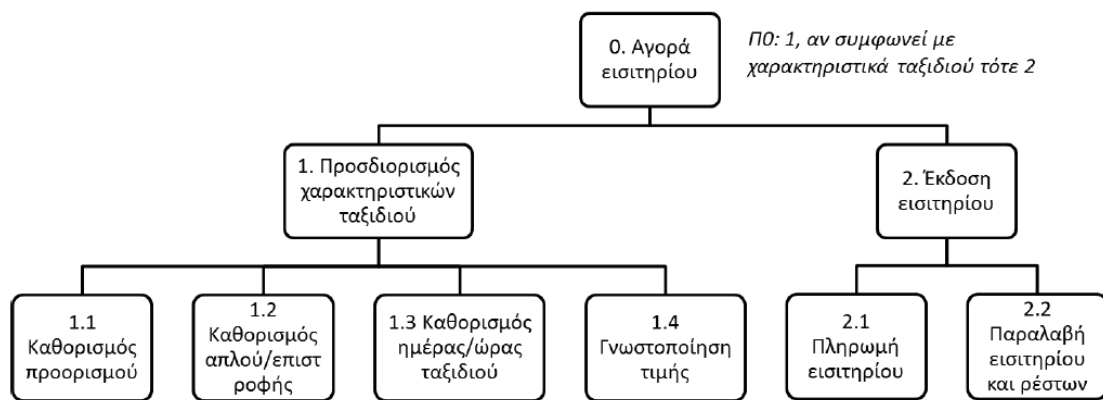 0. Αγορά
εισιτηρίου
Π0: 1, αν συμφωνεί με
χαρακτηριστικά ταξιδιού τότε 2
1. Προσδιορισμός
χαρακτηριστικών
ταξιδιού
2. Έκδοση
εισιτηρίου
1.1
Καθορισμός
προορισμού
1.2
Καθορισμός
απλού/επιστ
ροφής
1.3 Καθορισμός
ημέρας/ώρας
ταξιδιού
1.4
Γνωστοποίηση
τιμής
2.1
Πληρωμή
εισιτηρίου
2.2
Παραλαβή
εισιτηρίου
και ρέστων